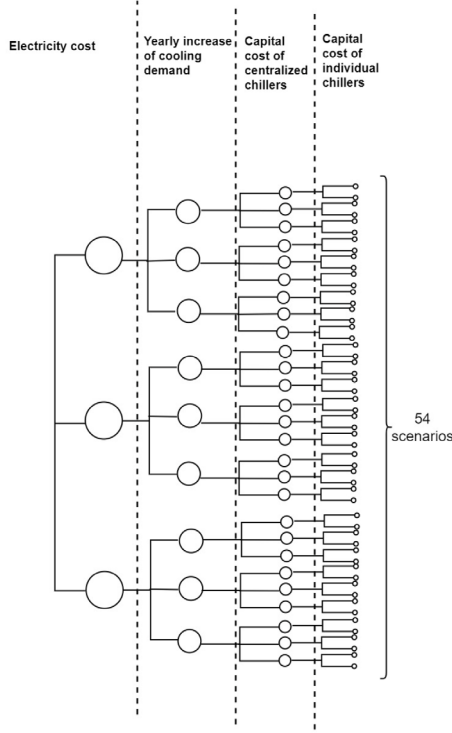 Electricity cost
Yearly increase
of cooling
demand
Capital
cost of
centralized
chillers
Capital
cost of
individual
chillers
54
scenarios